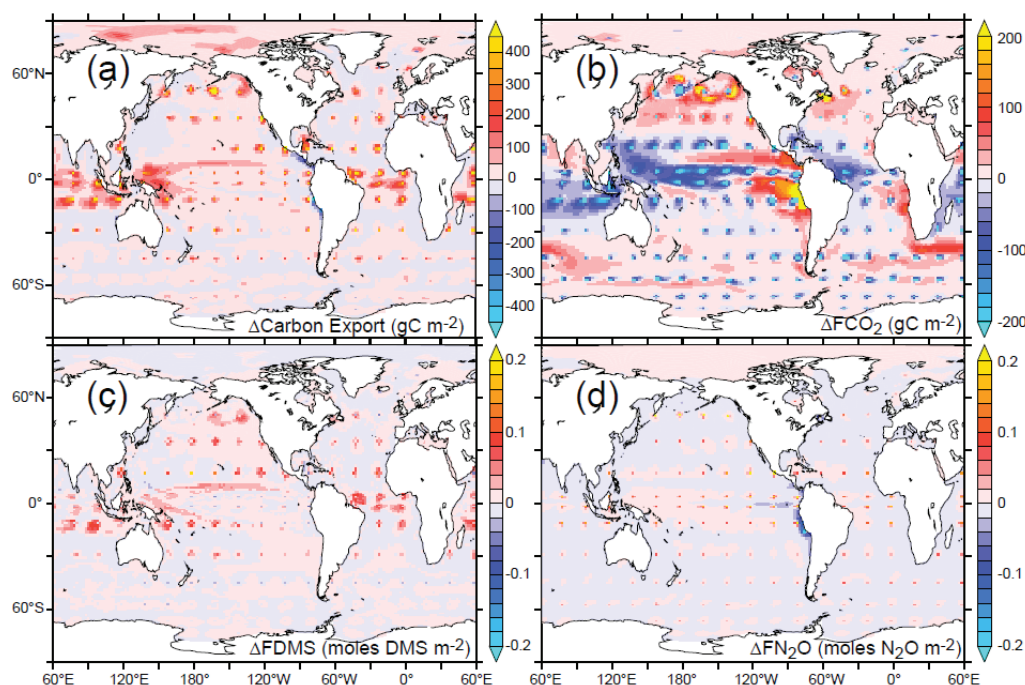 (a)
(b)
60°N
0°
60°S
ΔCarbon Export (gC m-2)
400
300
200
100
0
-100
-200
-300
-400
ΔFCO2 (gC m-2)
200
100
0
-100
-200
(c)
(d)
60°N
0°
60°S
ΔFDMS (moles DMS m-2)
0.2
0.1
0
-0.1
-0.2
ΔFN2O (moles N2O m-2)
0.2
0.1
0
-0.1
-0.2
60°E 120°E 180° 120°W 60°W 0° 60°E 120°E 180° 120°W 60°W 0° 60°E